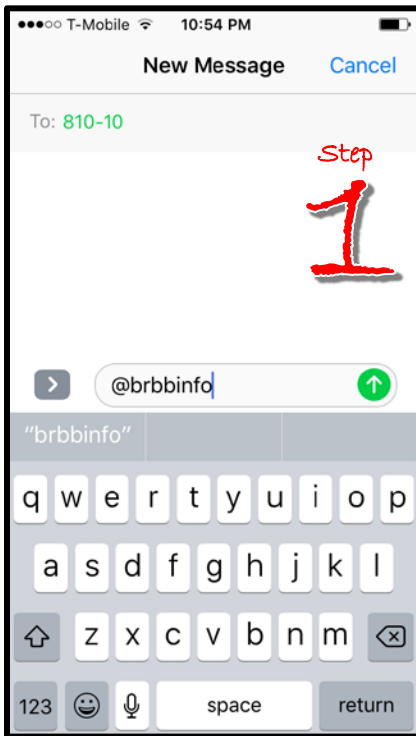 T-Mobile 10:54 PM
New Message Cancel
To: 810-10
Step
1
@brbbinfo
“brbbinfo”
q w e r t y u i o p
a s d f g h j k l
z x c v b n m
123 space return